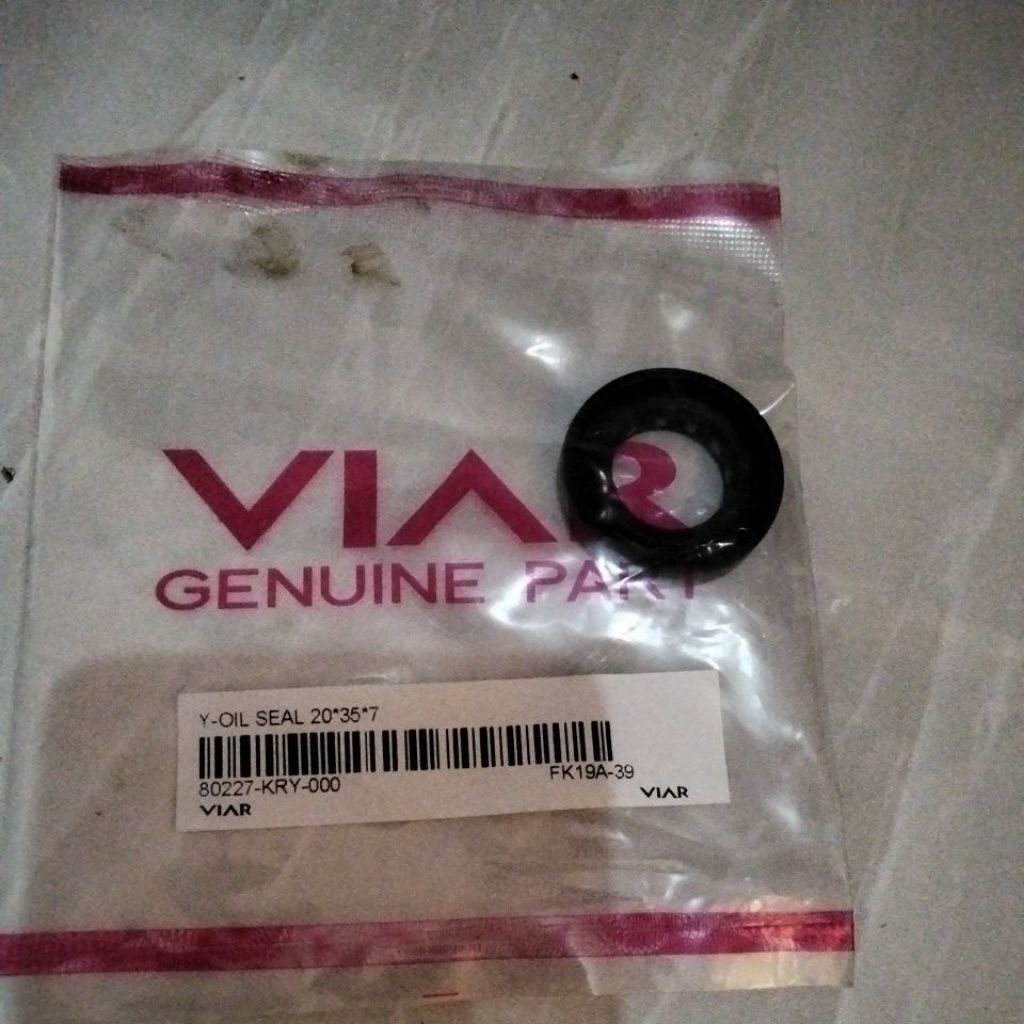 VIAR
GENUINE PART
Y-OIL SEAL 20*35*7
80227-KRY-000 FK19A-39
VIAR VIAR